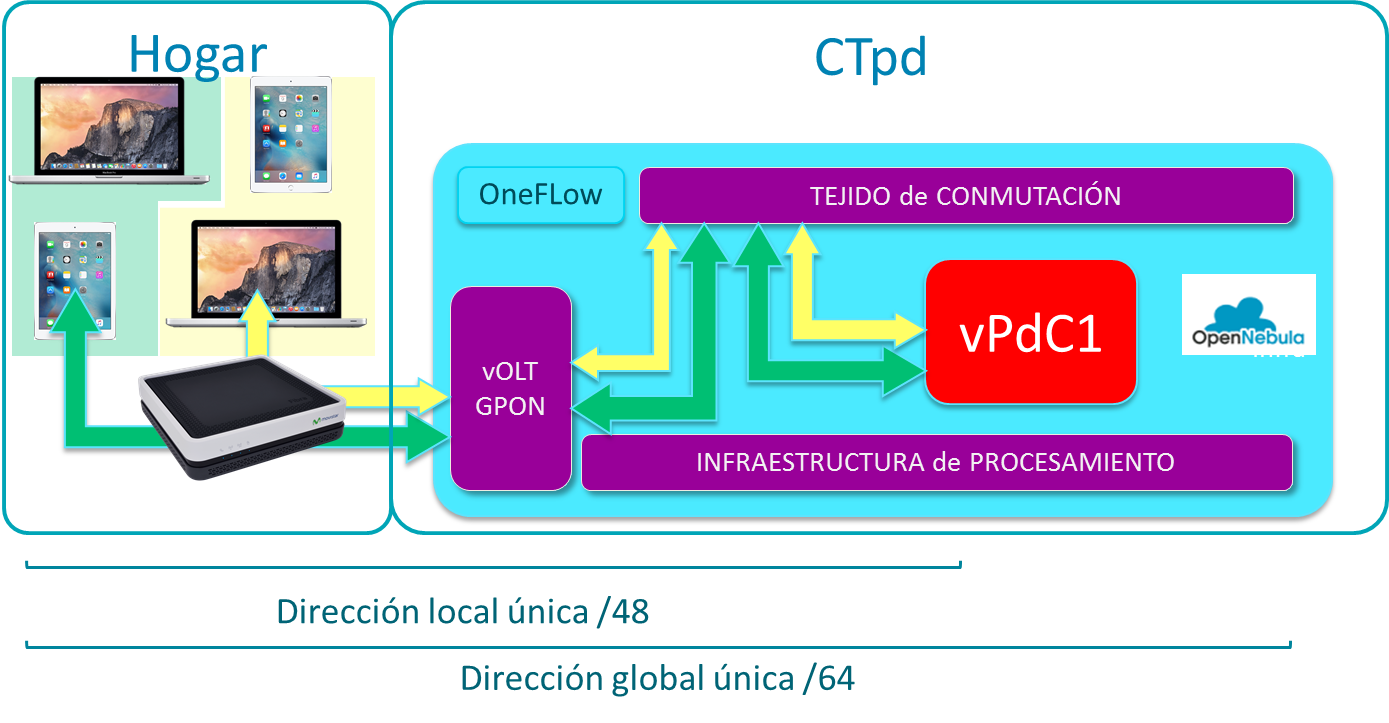 Hogar
CTpd
OneFLow
TEJIDO de CONMUTACIÓN
vPdC1
OpenNebula
vOLT
GPON
movistar
INFRAESTRUCTURA de PROCESAMIENTO
Dirección local única /48
Dirección global única /64